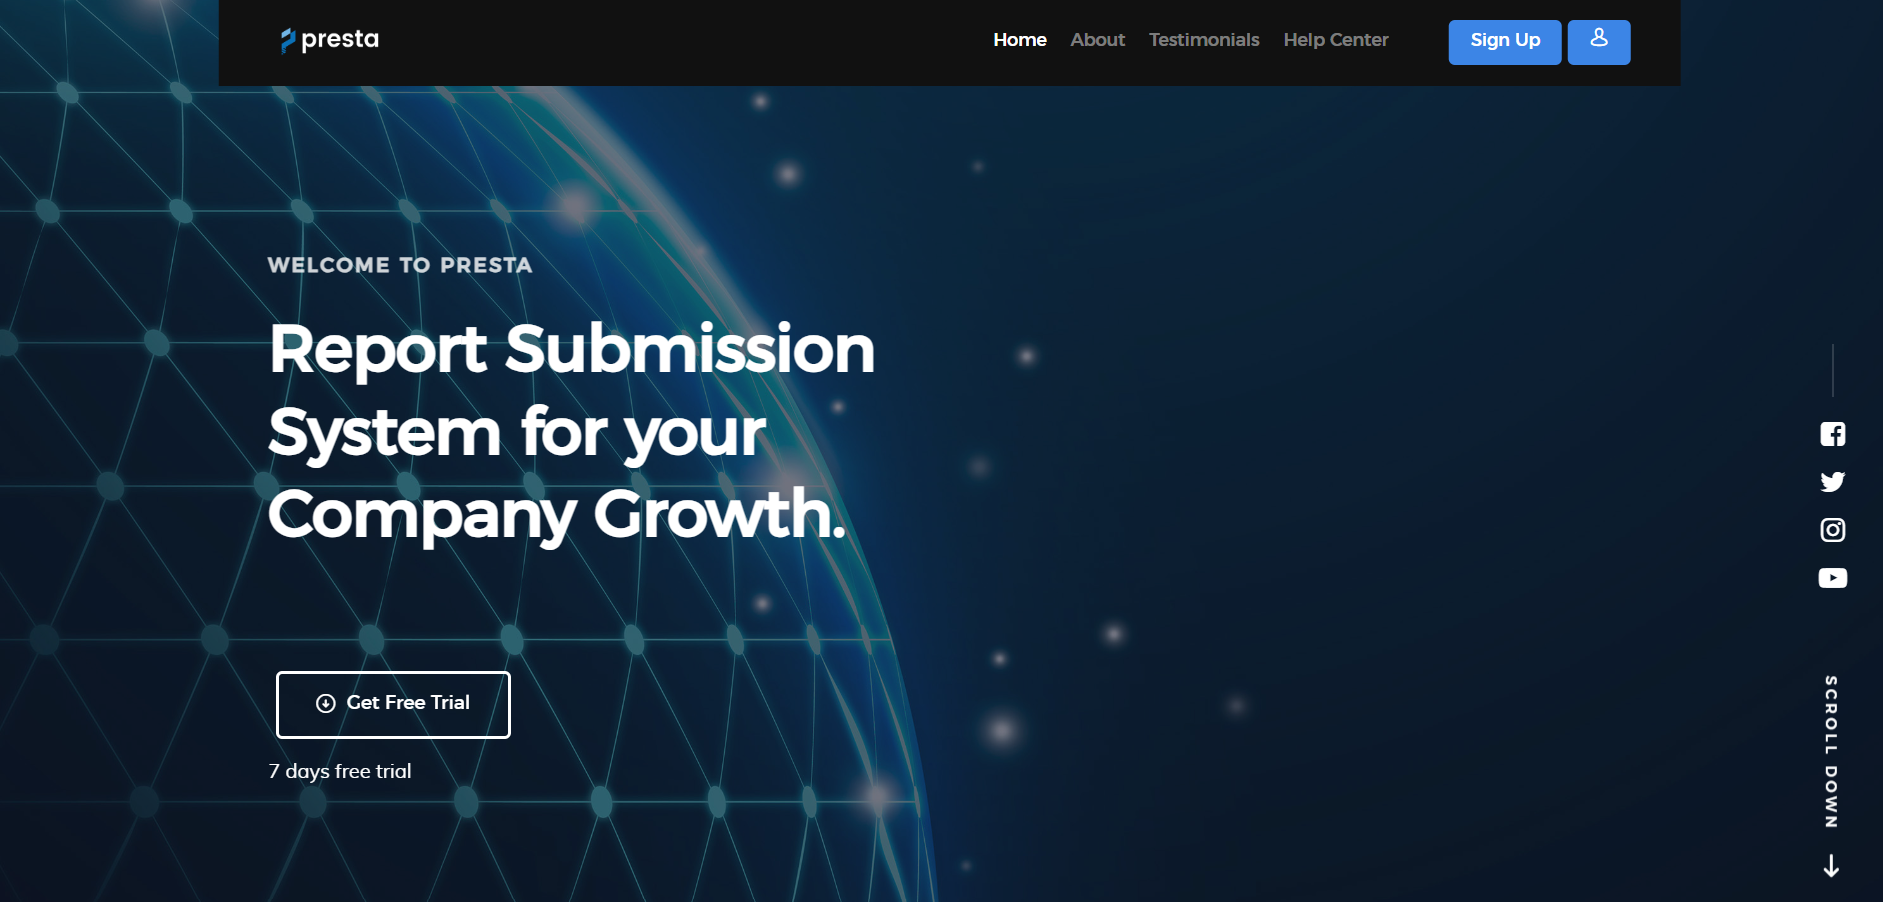 presta
Home About Testimonials Help Center Sign Up
WELCOME TO PRESTA
Report Submission
System for your
Company Growth.
Get Free Trial
7 days free trial
SCROLL DOWN